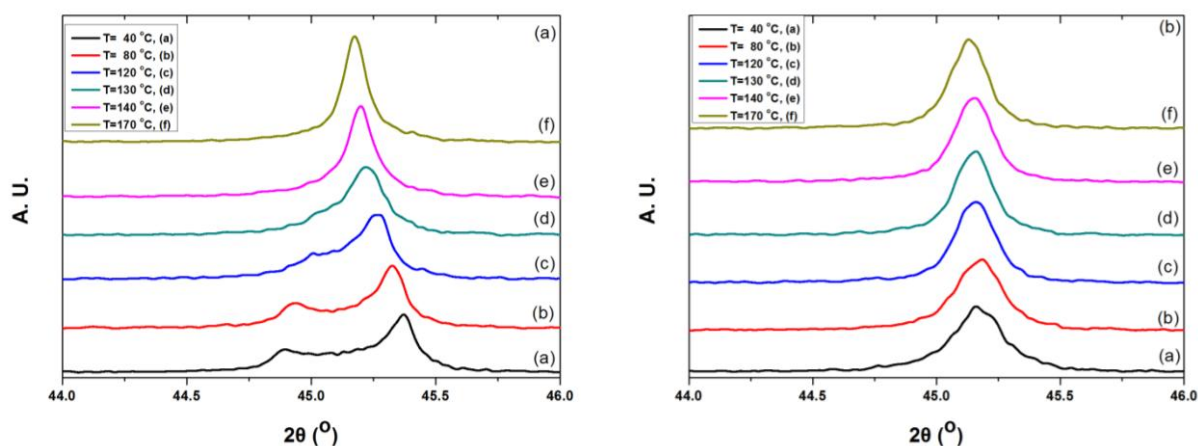 (a)
T= 40 °C, (a)
T= 80 °C, (b)
T=120 °C, (c)
T=130 °C, (d)
T=140 °C, (e)
T=170 °C, (f)
(f)
(e)
(d)
(c)
(b)
(a)
A. U.
44.0 44.5 45.0 45.5 46.0
2θ (O)
(b)
T= 40 °C, (a)
T= 80 °C, (b)
T=120 °C, (c)
T=130 °C, (d)
T=140 °C, (e)
T=170 °C, (f)
(f)
(e)
(d)
(c)
(b)
(a)
A. U.
44.0 44.5 45.0 45.5 46.0
2θ (O)